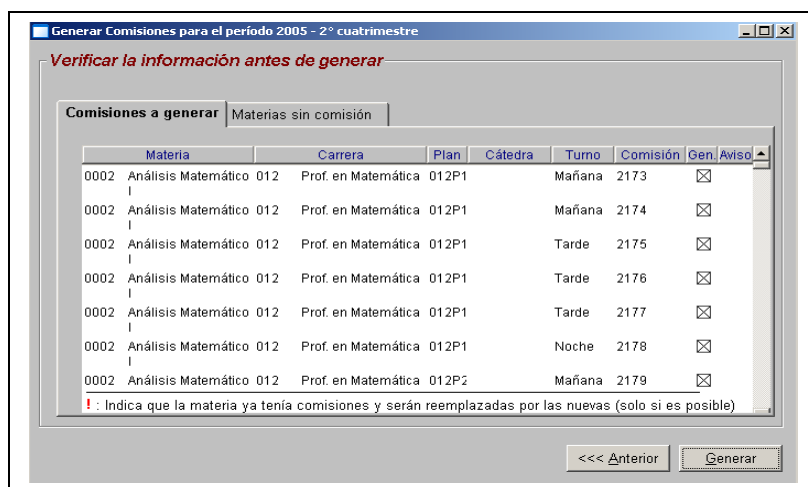 Generar Comisiones para el período 2005 - 2° cuatrimestre
Verificar la información antes de generar
Comisiones a generar Materias sin comisión
Materia Carrera Plan Cátedra Turno Comisión Gen. Aviso
0002 Análisis Matemático 012 Prof. en Matemática 012P1 Mañana 2173
I
0002 Análisis Matemático 012 Prof. en Matemática 012P1 Mañana 2174
I
0002 Análisis Matemático 012 Prof. en Matemática 012P1 Tarde 2175
I
0002 Análisis Matemático 012 Prof. en Matemática 012P1 Tarde 2176
I
0002 Análisis Matemático 012 Prof. en Matemática 012P1 Tarde 2177
I
0002 Análisis Matemático 012 Prof. en Matemática 012P1 Noche 2178
I
0002 Análisis Matemático 012 Prof. en Matemática 012P2 Mañana 2179
! : Indica que la materia ya tenía comisiones y serán reemplazadas por las nuevas (solo si es posible)
<<< Anterior Generar